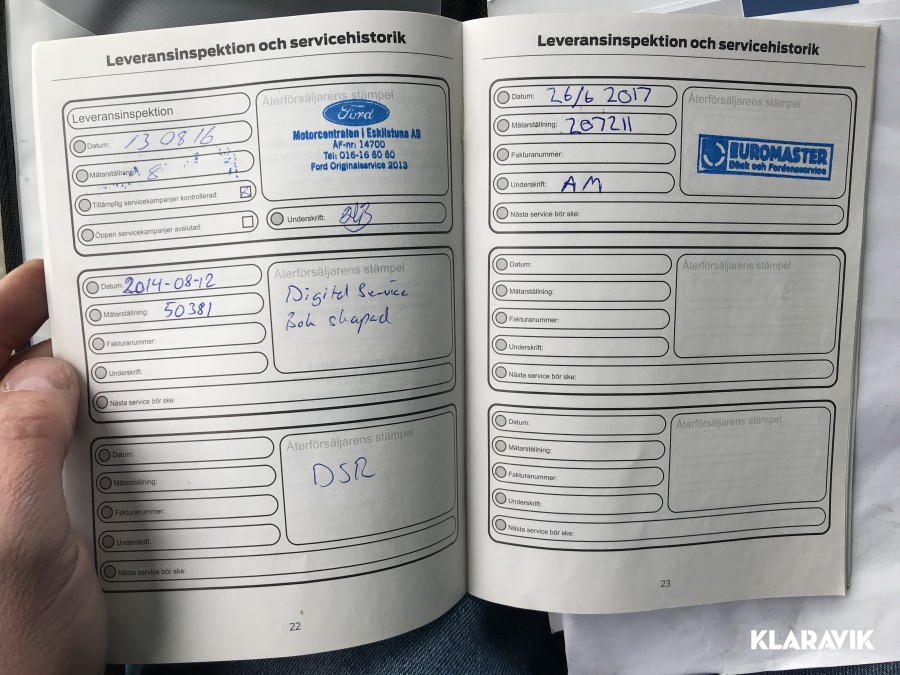 Leveransinspektion och servicehistorik
Leveransinspektion
Datum: 130816
Mätarställning: 8
Tillämplig servicekampanjer kontrollerad:
Öppen servicekampanjer avslutad:
Återförsäljarens stämpel
Ford
Motorcentralen i Eskilstuna AB
ÅF-nr: 14700
Tel: 016-16 60 60
Ford Originalservice 2013
Underskrift:
Datum: 2014-08-12
Mätarställning: 50381
Fakturanummer:
Underskrift:
Nästa service bör ske:
Återförsäljarens stämpel
Digital Service
Bok skapad
Datum:
Mätarställning:
Fakturanummer:
Underskrift:
Nästa service bör ske:
Återförsäljarens stämpel
DSR
22
Leveransinspektion och servicehistorik
Datum: 26/6 2017
Mätarställning: 207211
Fakturanummer:
Underskrift: AM
Nästa service bör ske:
Återförsäljarens stämpel
EUROMASTER
Däck och Fordonsservice
Datum:
Mätarställning:
Fakturanummer:
Underskrift:
Nästa service bör ske:
Återförsäljarens stämpel
Datum:
Mätarställning:
Fakturanummer:
Underskrift:
Nästa service bör ske:
Återförsäljarens stämpel
23
KLARAVIK